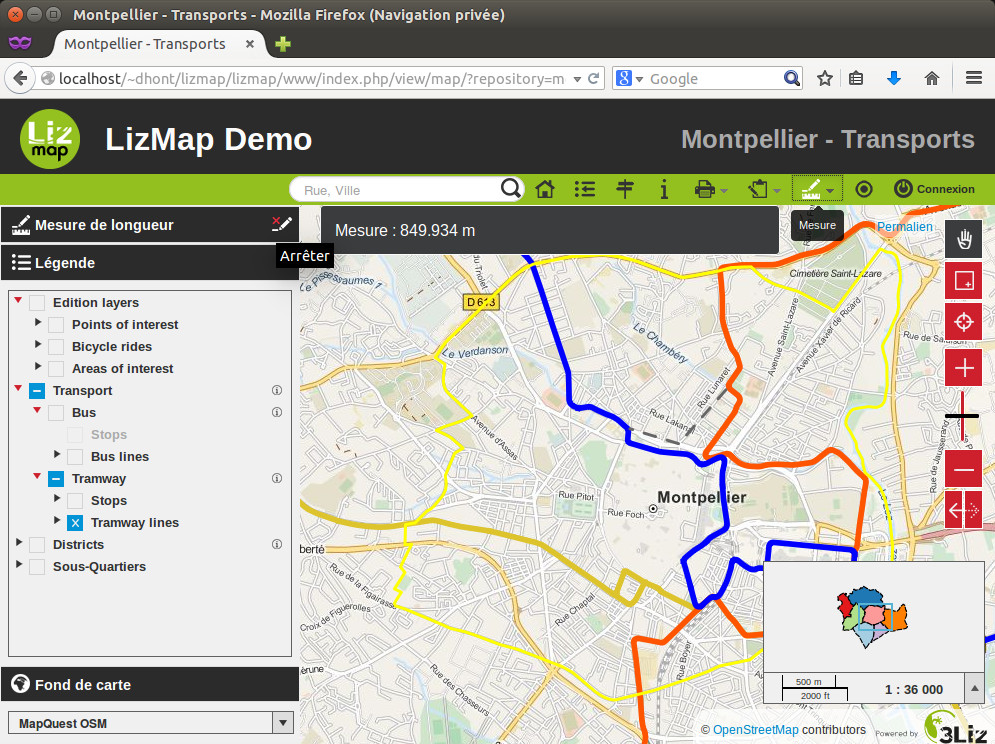 Montpellier - Transports - Mozilla Firefox (Navigation privée)
Montpellier - Transports
localhost/~dhont/lizmap/lizmap/www/index.php/view/map/?repository=m
Google
Liz map
LizMap Demo
Montpellier - Transports
Rue, Ville
Connexion
Mesure de longueur
Arrêter
Mesure : 849.934 m
Mesure
Permalien
Légende
Edition layers
Points of interest
Bicycle rides
Areas of interest
Transport
Bus
Stops
Bus lines
Tramway
Stops
Tramway lines
Districts
Sous-Quartiers
Fond de carte
MapQuest OSM
D 613
Le Verdanson
Le Chambéry
Cimetière Saint-Lazare
Avenue Saint-Lazare
Avenue Xavier de Ricard
Rue Lunaret
Rue Lakanal
Avenue d'Assas
Rue de Jausserand
Rue Pitot
Rue Foch
Montpellier
berté
Rue de la Figairasse
Croix de Figuerolles
Rue Chaptal
Rue Boyer
Rue des Chasseurs
érune
500 m
2000 ft
1 : 36 000
© OpenStreetMap contributors
Powered by
3Liz